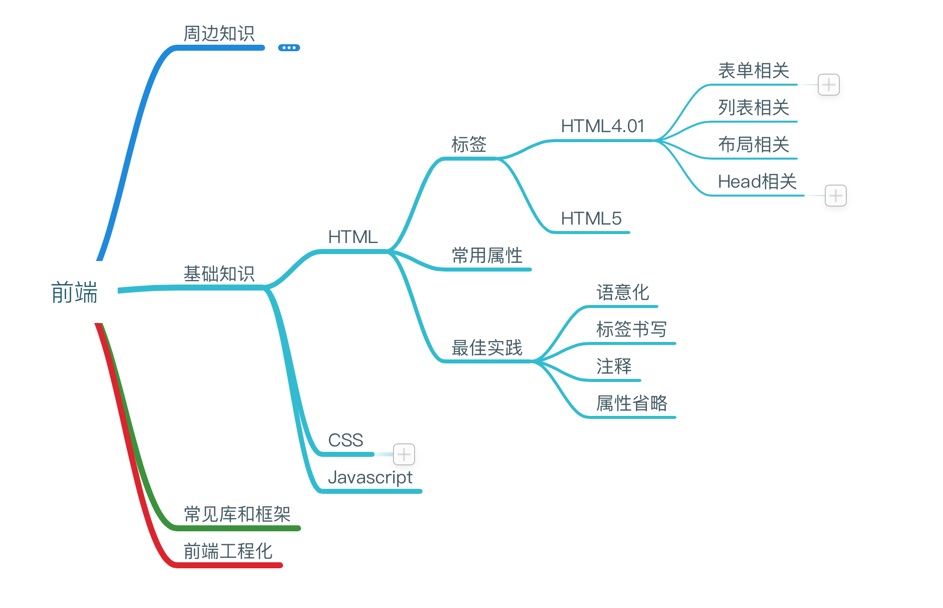 前端
周边知识
基础知识
HTML
标签
HTML4.01
表单相关
列表相关
布局相关
Head相关
HTML5
常用属性
最佳实践
语意化
标签书写
注释
属性省略
CSS
Javascript
常见库和框架
前端工程化